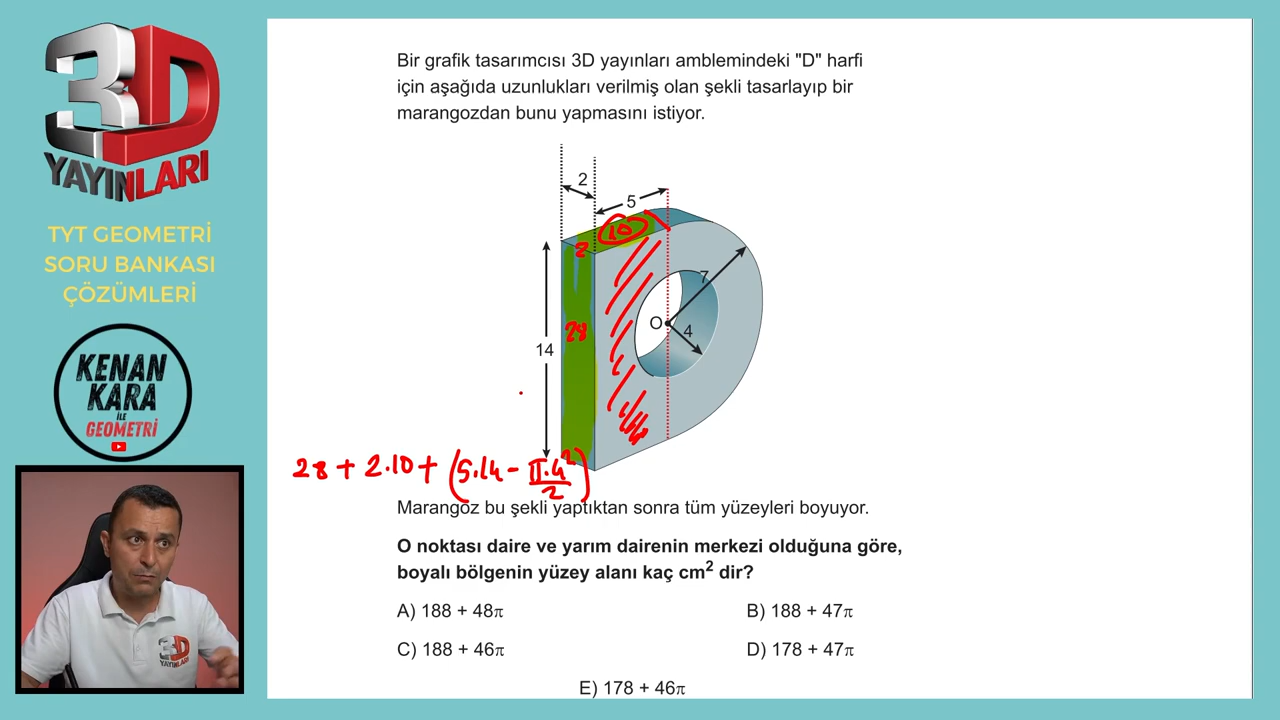 3D
YAYINLARI
TYT GEOMETRİ
SORU BANKASI
ÇÖZÜMLERİ
KENAN
KARA
İLE
GEOMETRİ
3D
YAYINLARI
Bir grafik tasarımcısı 3D yayınları amblemindeki "D" harfi
için aşağıda uzunlukları verilmiş olan şekli tasarlayıp bir
marangozdan bunu yapmasını istiyor.
2
5
10
2
7
28
O
4
14
28 + 2.10 + (5.14 - π.4²/2)
Marangoz bu şekli yaptıktan sonra tüm yüzeyleri boyuyor.
O noktası daire ve yarım dairenin merkezi olduğuna göre,
boyalı bölgenin yüzey alanı kaç cm² dir?
A) 188 + 48π
B) 188 + 47π
C) 188 + 46π
D) 178 + 47π
E) 178 + 46π